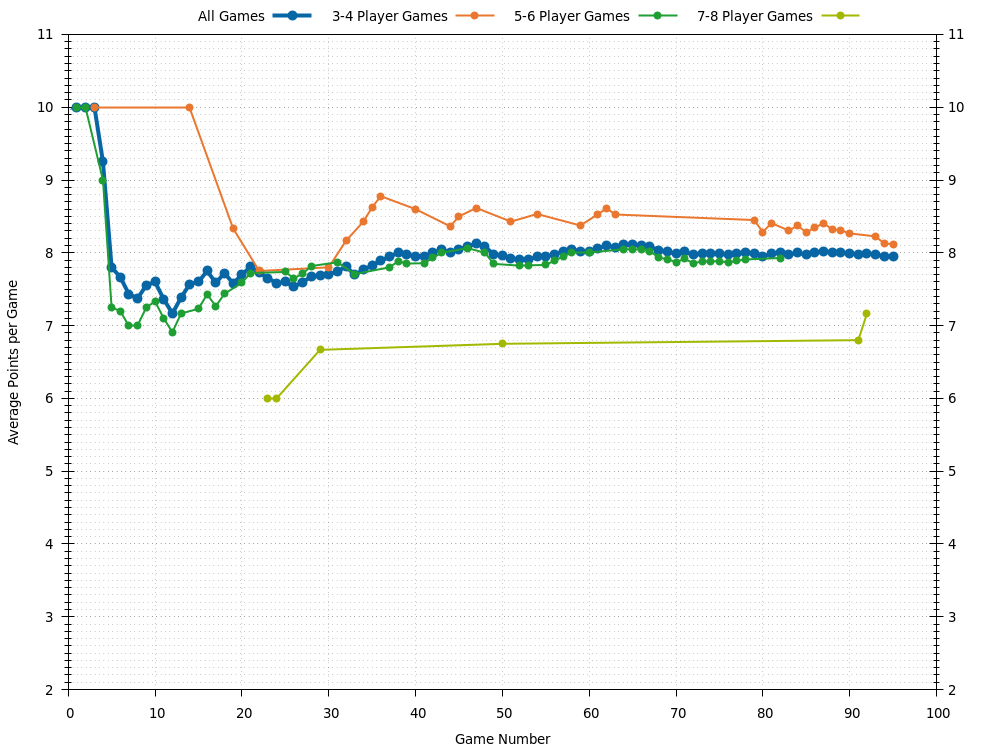 All Games 3-4 Player Games 5-6 Player Games 7-8 Player Games
11 11
10 10
9 9
8 8
7 7
6 6
5 5
4 4
3 3
2 2
0 10 20 30 40 50 60 70 80 90 100
Average Points per Game
Game Number